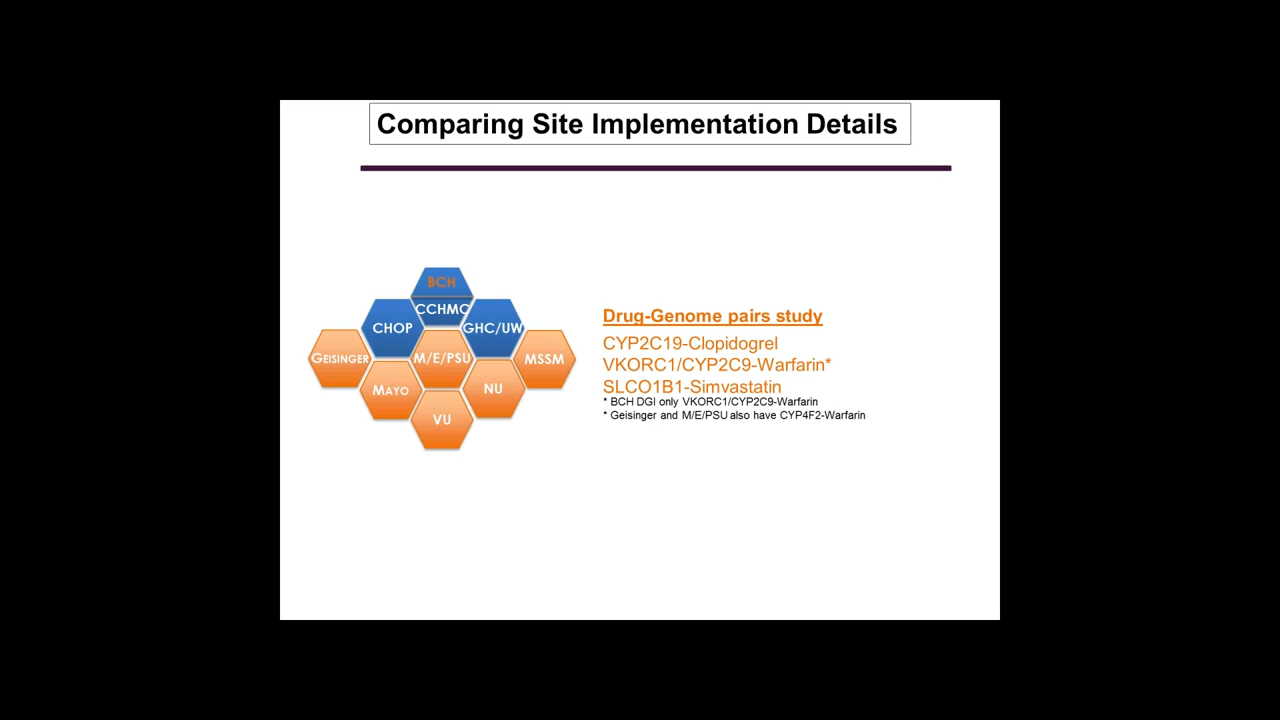 Comparing Site Implementation Details
BCH
CCHMC
CHOP
GHC/UW
GEISINGER
M/E/PSU
MSSM
MAYO
NU
VU
Drug-Genome pairs study
CYP2C19-Clopidogrel
VKORC1/CYP2C9-Warfarin*
SLCO1B1-Simvastatin
* BCH DGI only VKORC1/CYP2C9-Warfarin
* Geisinger and M/E/PSU also have CYP4F2-Warfarin